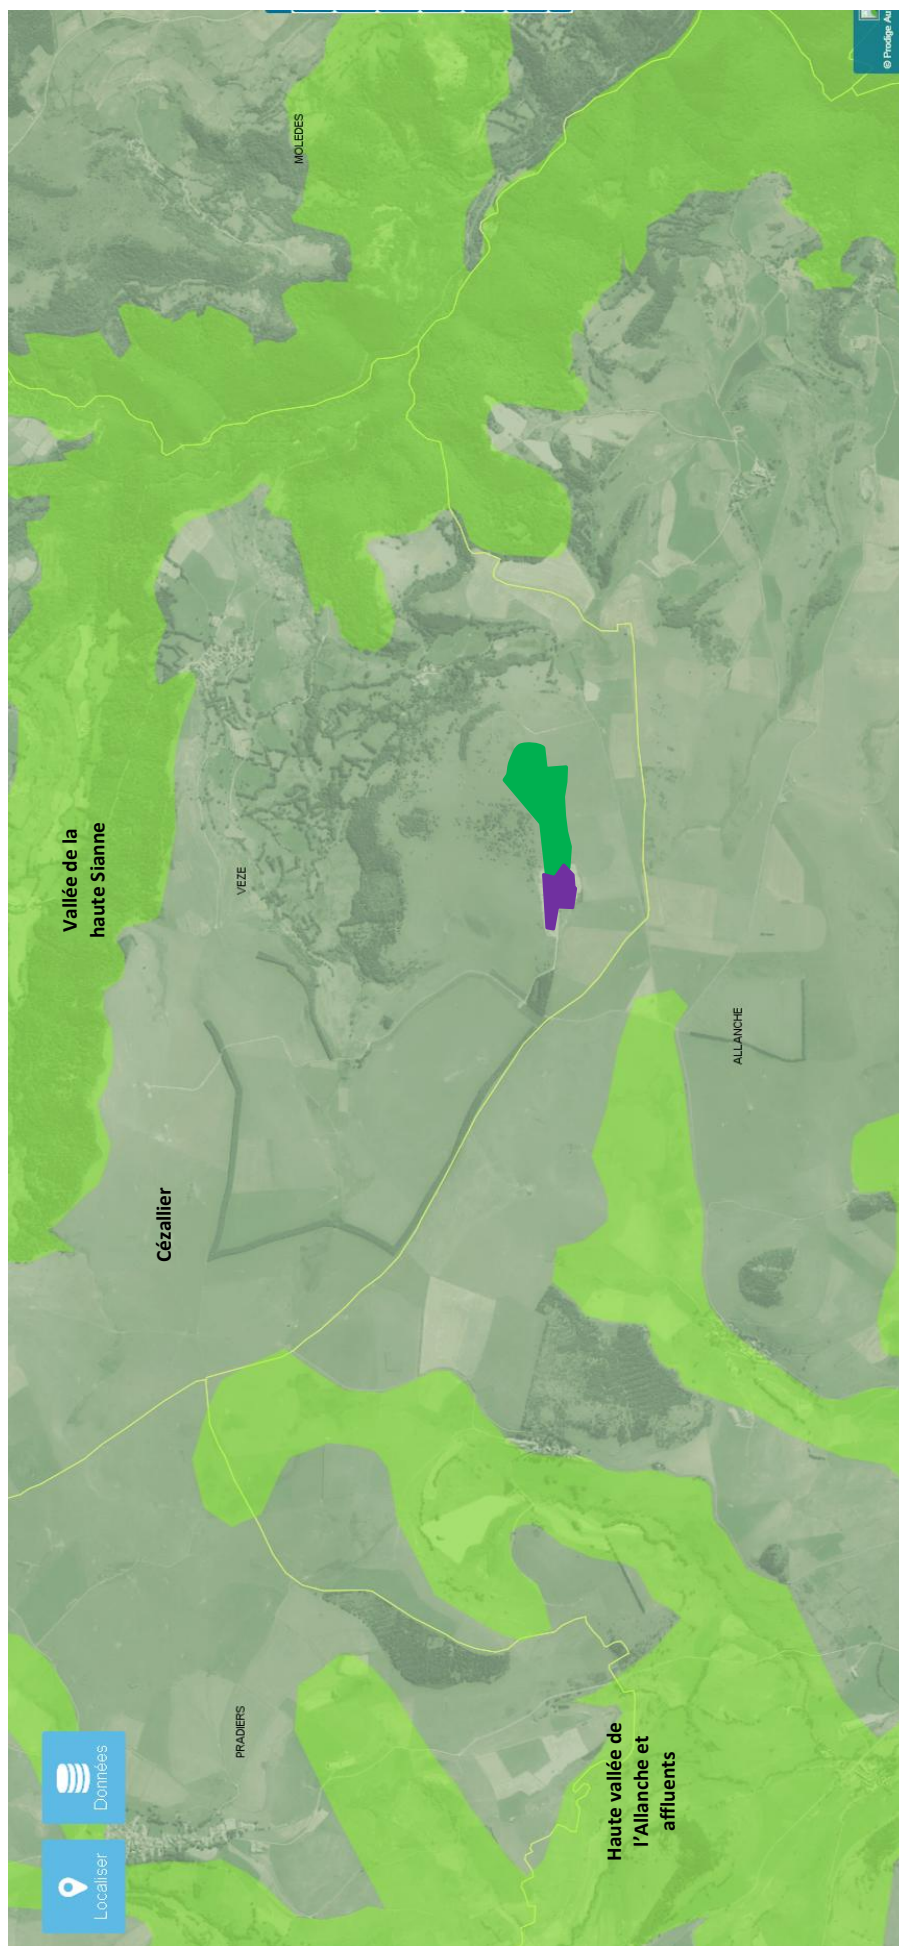 Localiser
Données
PRADIERS
Cézallier
Vallée de la
haute Sianne
VEZE
MOLEDES
Haute vallée de
l’Allanche et
affluents
ALLANCHE
© Prodige Au